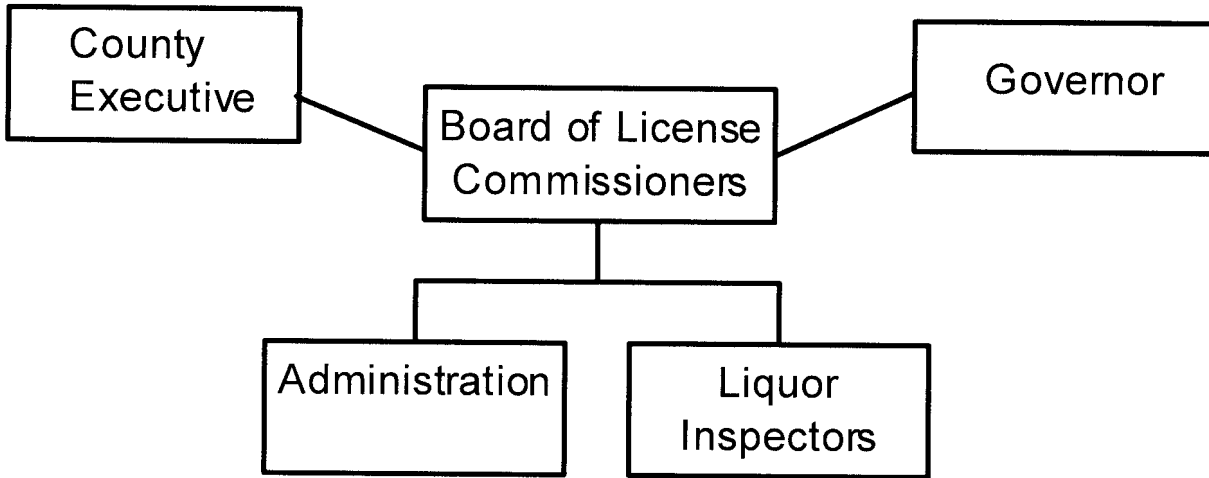 County
Executive
Governor
Board of License
Commissioners
Administration
Liquor
Inspectors